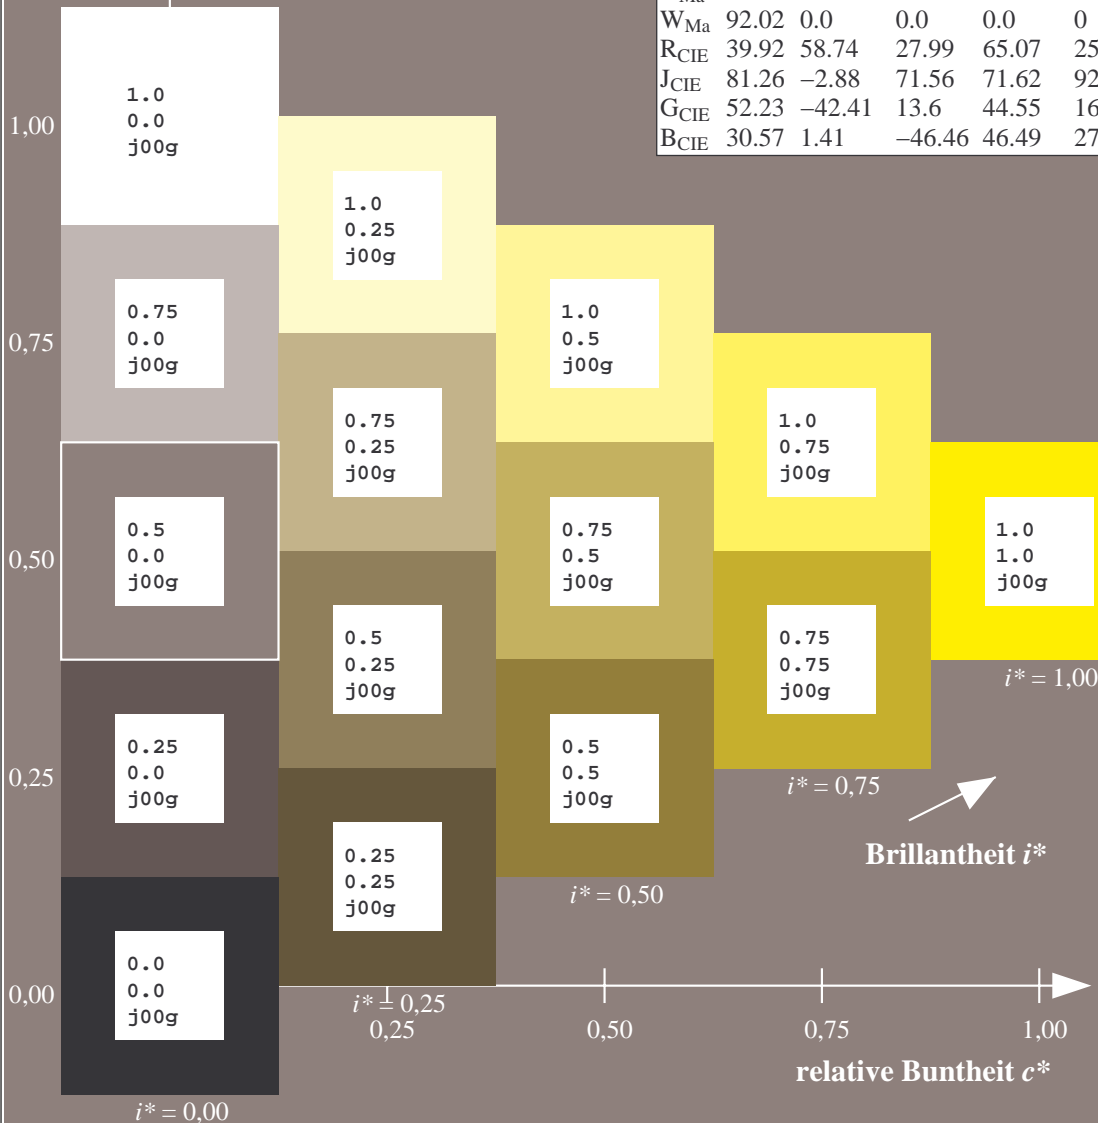 W Ma 92.02 0.0 0.0 0.0 0
R CIE 39.92 58.74 27.99 65.07 25
J CIE 81.26 −2.88 71.56 71.62 92
G CIE 52.23 −42.41 13.6 44.55 16
B CIE 30.57 1.41 −46.46 46.49 27
1,00
1.0
0.0
j00g
1.0
0.25
j00g
0,75
0.75
0.0
j00g
1.0
0.5
j00g
0.75
0.25
j00g
1.0
0.75
j00g
0,50
0.5
0.0
j00g
0.75
0.5
j00g
1.0
1.0
j00g
0.5
0.25
j00g
0.75
0.75
j00g
i* = 1,00
0,25
0.25
0.0
j00g
0.5
0.5
j00g
i* = 0,75
Brillantheit i*
0.25
0.25
j00g
i* = 0,50
0,00
0.0
0.0
j00g
i* = 0,25
0,25 0,50 0,75 1,00
relative Buntheit c*
i* = 0,00